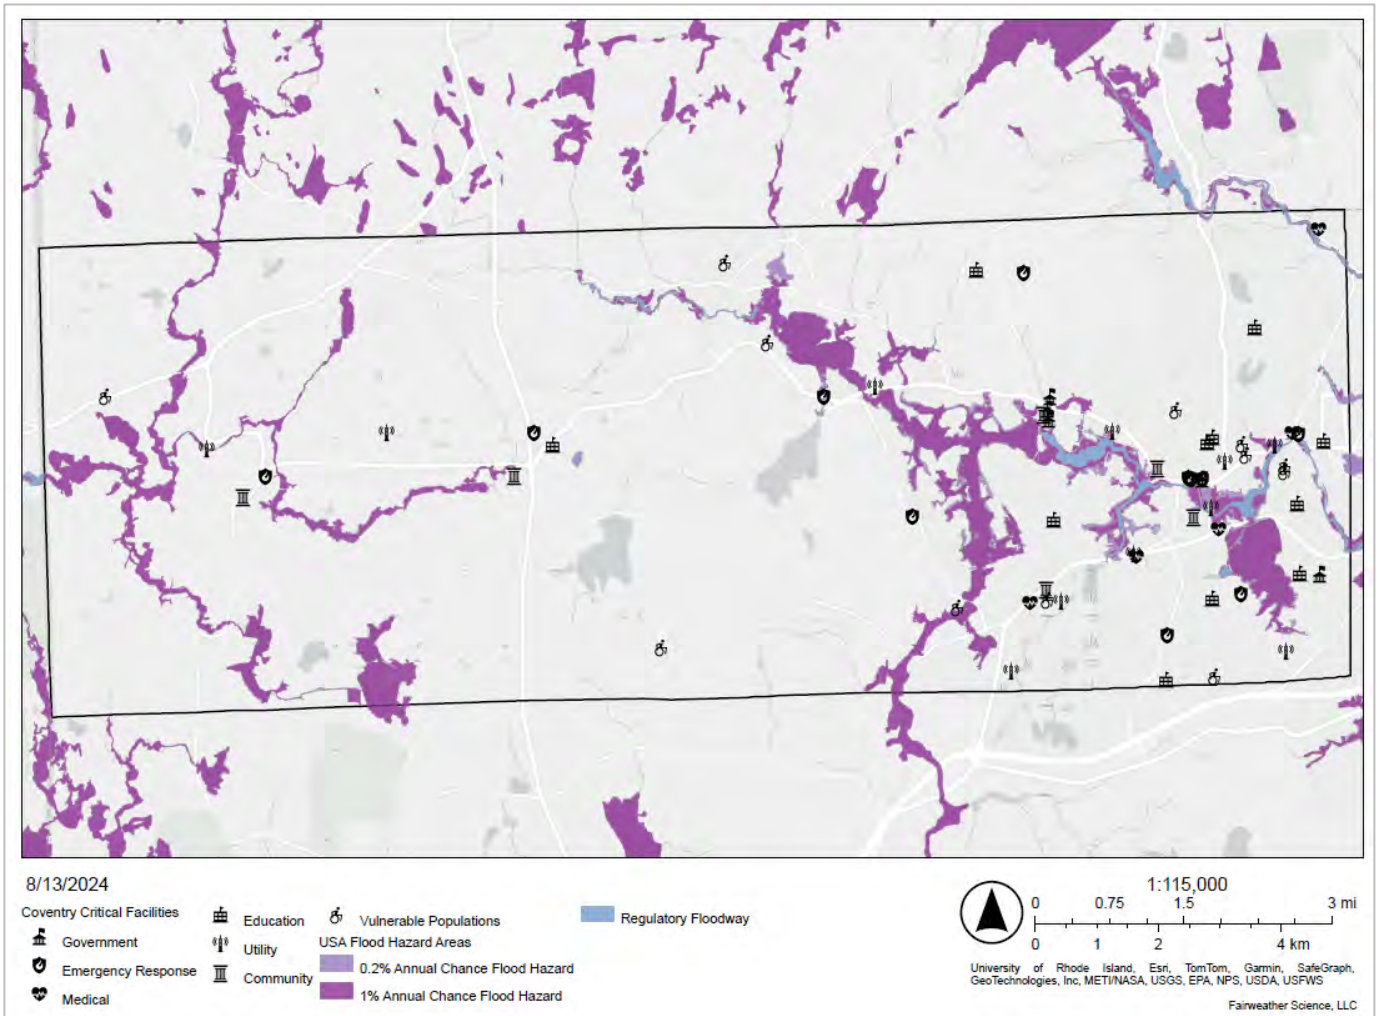 8/13/2024
Coventry Critical Facilities
Government
Emergency Response
Medical
Education
Utility
Community
Vulnerable Populations
USA Flood Hazard Areas
0.2% Annual Chance Flood Hazard
1% Annual Chance Flood Hazard
Regulatory Floodway
1:115,000
0 0.75 1.5 3 mi
0 1 2 4 km
University of Rhode Island, Esri, TomTom, Garmin, SafeGraph,
GeoTechnologies, Inc, METI/NASA, USGS, EPA, NPS, USDA, USFWS
Fairweather Science, LLC